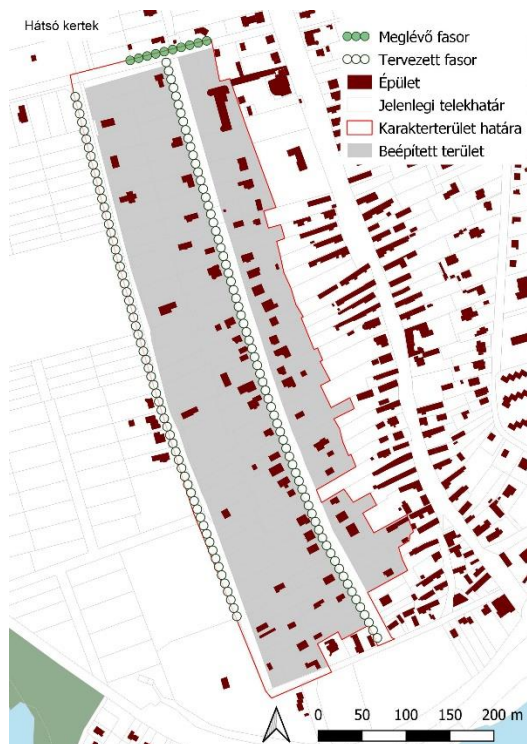 Hátsó kertek
Meglévő fasor
Tervezett fasor
Épület
Jelenlegi telekhatár
Karakterterület határa
Beépített terület
0 50 100 150 200 m